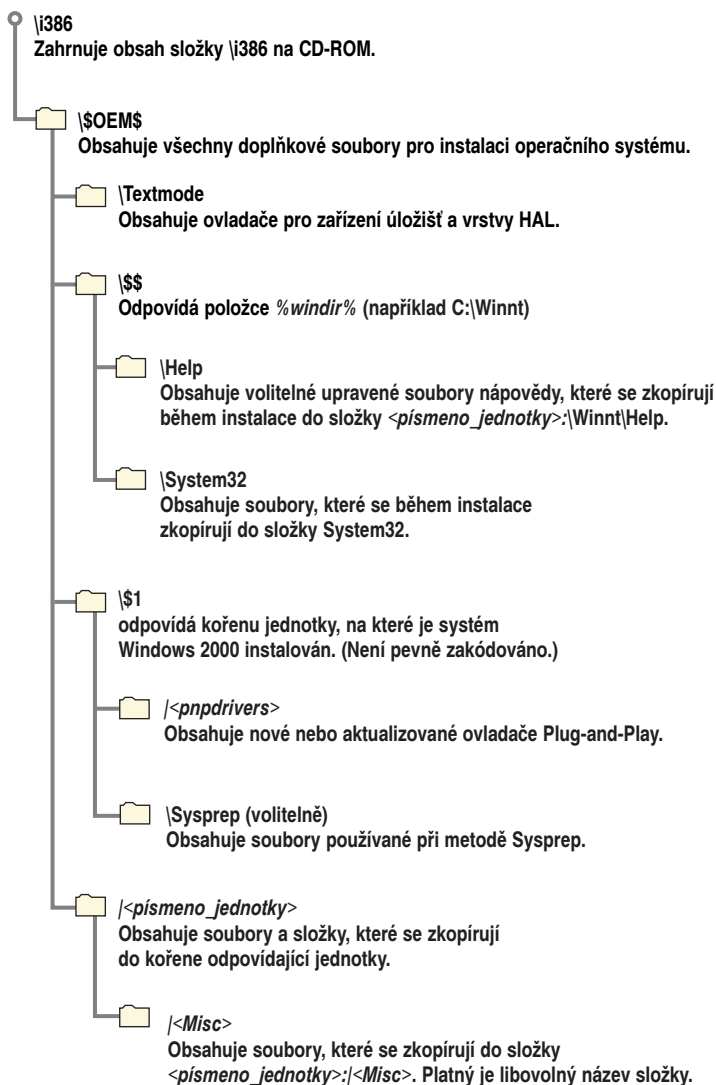 \i386
Zahrnuje obsah složky \i386 na CD-ROM.
\$OEM$
Obsahuje všechny doplňkové soubory pro instalaci operačního systému.
\Textmode
Obsahuje ovladače pro zařízení úložišť a vrstvy HAL.
\$$
Odpovídá položce %windir% (například C:\Winnt)
\Help
Obsahuje volitelné upravené soubory nápovědy, které se zkopírují
během instalace do složky <písmeno_jednotky>:\Winnt\Help.
\System32
Obsahuje soubory, které se během instalace
zkopírují do složky System32.
\$1
odpovídá kořenu jednotky, na které je systém
Windows 2000 instalován. (Není pevně zakódováno.)
|<pnpdrivers>
Obsahuje nové nebo aktualizované ovladače Plug-and-Play.
\Sysprep (volitelně)
Obsahuje soubory používané při metodě Sysprep.
|<písmeno_jednotky>
Obsahuje soubory a složky, které se zkopírují
do kořene odpovídající jednotky.
|<Misc>
Obsahuje soubory, které se zkopírují do složky
<písmeno_jednotky>:|<Misc>. Platný je libovolný název složky.